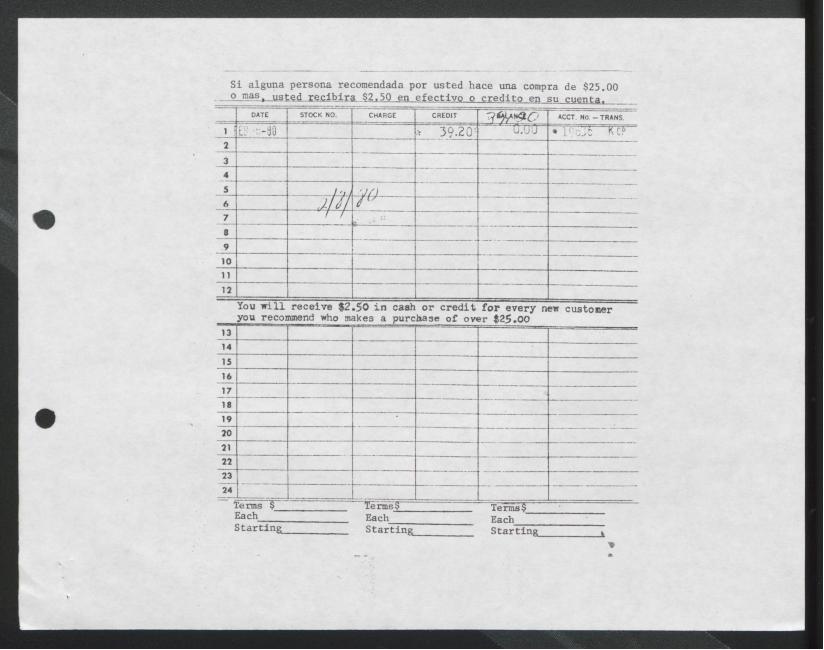 Si alguna persona recomendada por usted hace una compra de $25.00
o mas, usted recibira $2.50 en efectivo o credito en su cuenta.
DATE STOCK NO. CHARGE CREDIT BALANCE ACCT. No. — TRANS.
1 FEB -80 39.20 0.00
2
3
4
5
6 2/8/80
7
8
9
10
11
12
You will receive $2.50 in cash or credit for every new customer
you recommend who makes a purchase of over $25.00
13
14
15
16
17
18
19
20
21
22
23
24
Terms $ Terms$ Terms$
Each Each Each
Starting Starting Starting